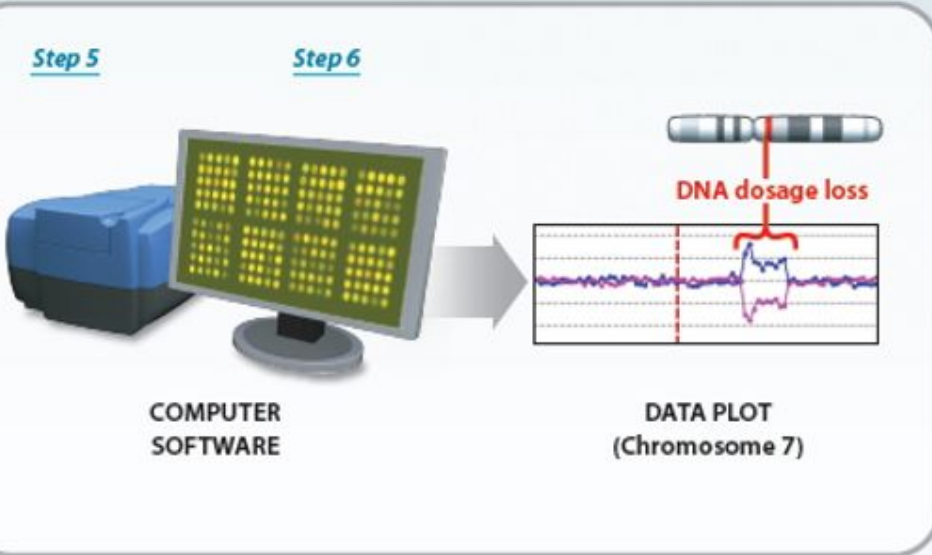 Step 5
Step 6
DNA dosage loss
COMPUTER
SOFTWARE
DATA PLOT
(Chromosome 7)